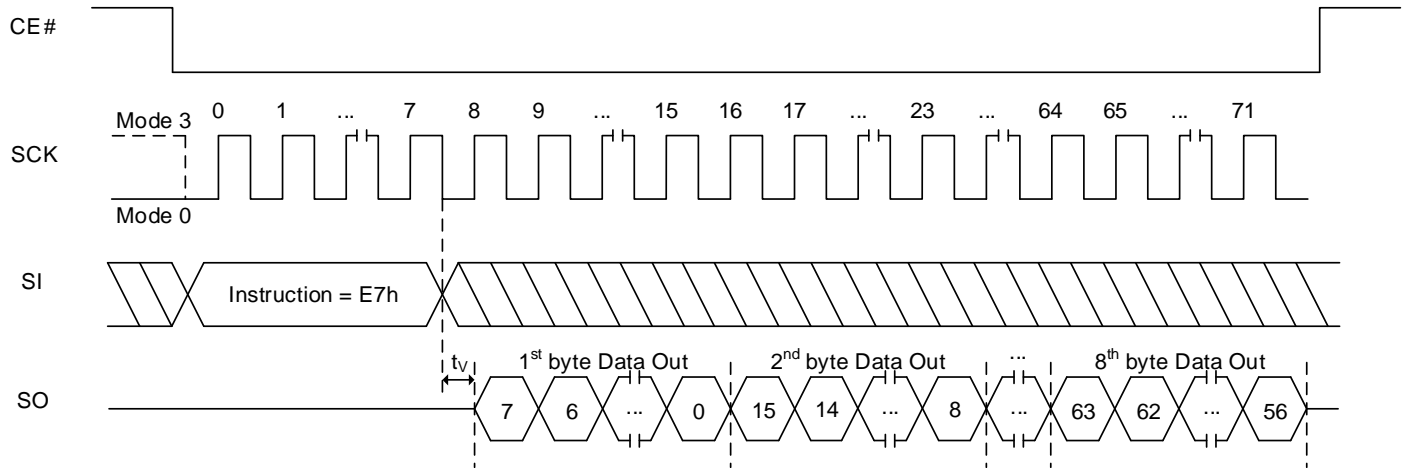 CE#
0 1 ... 7 8 9 ... 15 16 17 ... 23 ... 64 65 ... 71
Mode 3
SCK
Mode 0
SI
Instruction = E7h
tV 1st byte Data Out 2nd byte Data Out ... 8th byte Data Out
SO
7 6 ... 0 15 14 ... 8 ... 63 62 ... 56